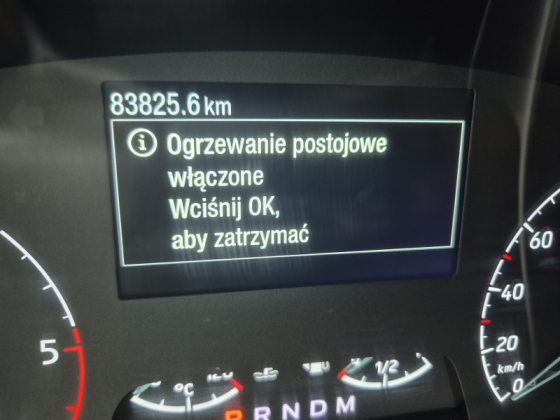 83825.6 km
Ogrzewanie postojowe
włączone
Wciśnij OK,
aby zatrzymać
60
40
20
km/h
0
5
°C
1/2
P R N D M